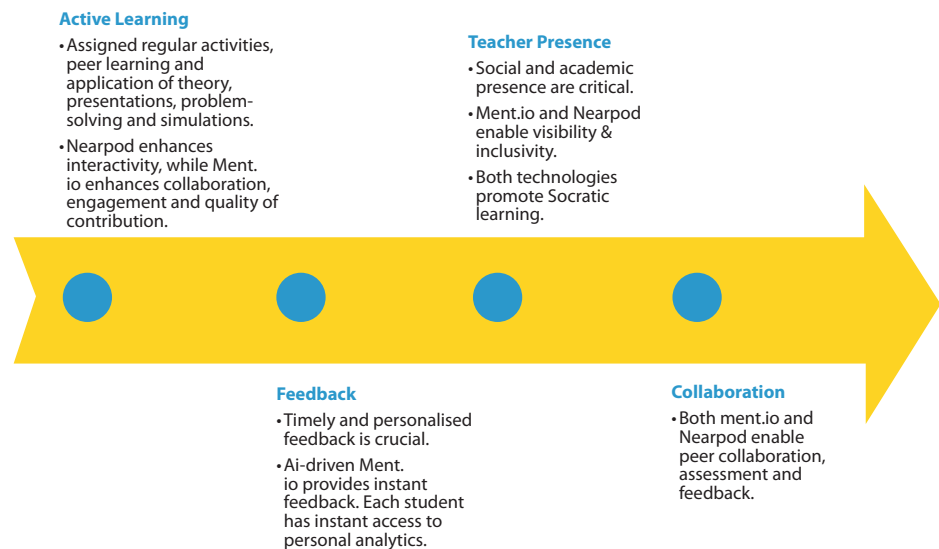 Active Learning
• Assigned regular activities,
peer learning and
application of theory,
presentations, problem-
solving and simulations.
• Nearpod enhances
interactivity, while Ment.
io enhances collaboration,
engagement and quality of
contribution.
Teacher Presence
• Social and academic
presence are critical.
• Ment.io and Nearpod
enable visibility &
inclusivity.
• Both technologies
promote Socratic
learning.
Feedback
• Timely and personalised
feedback is crucial.
• Ai-driven Ment.
io provides instant
feedback. Each student
has instant access to
personal analytics.
Collaboration
• Both ment.io and
Nearpod enable
peer collaboration,
assessment and
feedback.